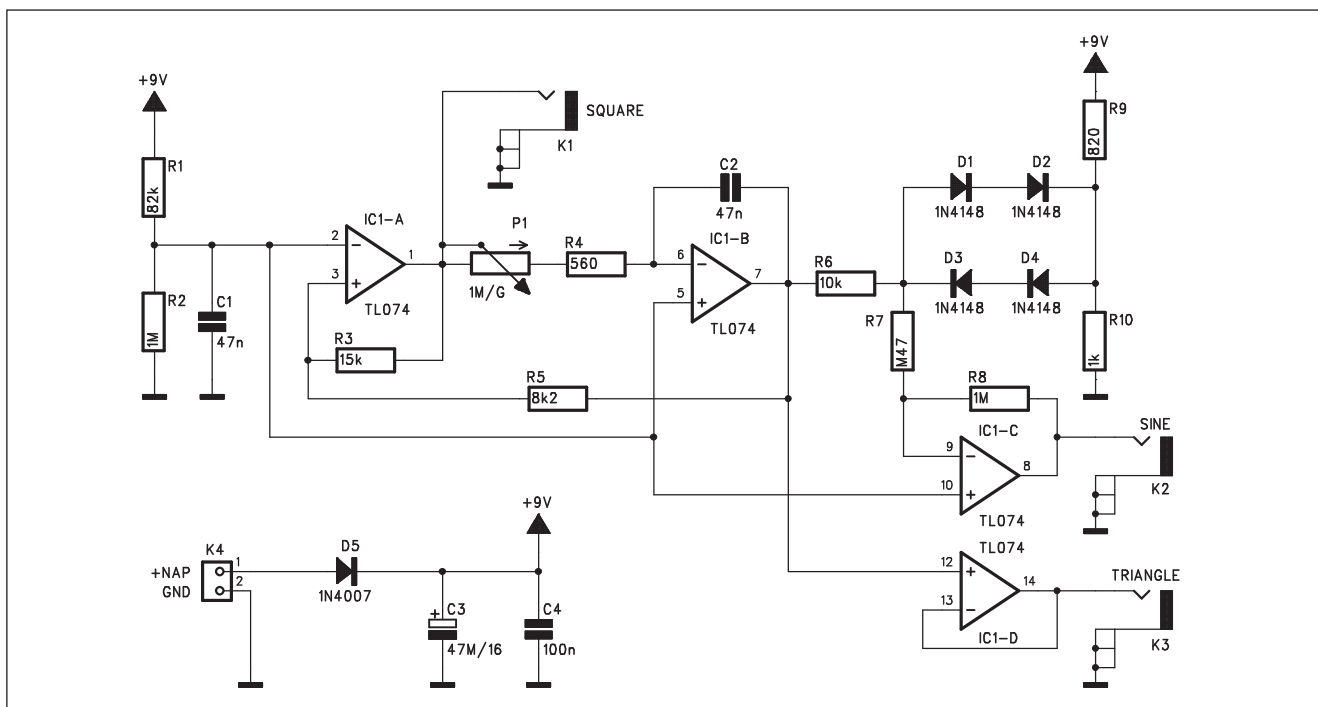 +9V
R1
82k
R2
1M
C1
47n
IC1-A
2
3
1
TL074
R3
15k
SQUARE
K1
P1
1M/G
R4
560
R5
8k2
C2
47n
IC1-B
6
5
7
TL074
R6
10k
R7
M47
D1
1N4148
D2
1N4148
D3
1N4148
D4
1N4148
+9V
R9
820
R10
1k
R8
1M
IC1-C
9
10
8
TL074
SINE
K2
TL074
12
13
14
IC1-D
TRIANGLE
K3
K4
+NAP
GND
1
2
D5
1N4007
+9V
+
C3
47M/16
C4
100n